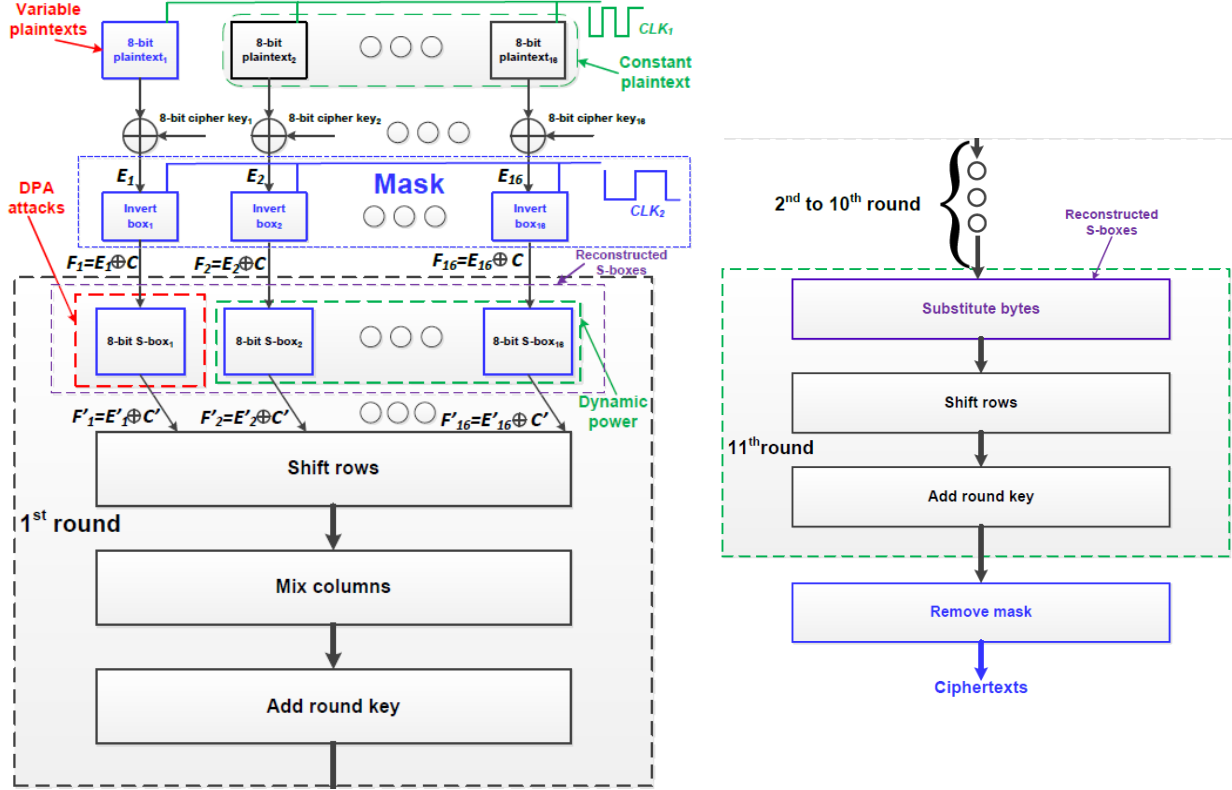 Variable
plaintexts
8-bit
plaintext₁
8-bit
plaintext₂
8-bit
plaintext₁₆
CLK₁
Constant
plaintext
8-bit cipher key₁
8-bit cipher key₂
8-bit cipher key₁₆
E₁
E₂
Mask
E₁₆
DPA
attacks
Invert
box₁
Invert
box₂
Invert
box₁₆
CLK₂
F₁=E₁⊕C
F₂=E₂⊕C
F₁₆=E₁₆⊕ C
Reconstructed
S-boxes
8-bit S-box₁
8-bit S-box₂
8-bit S-box₁₆
F'₁=E'₁⊕C'
F'₂=E'₂⊕C'
F'₁₆=E'₁₆⊕C'
Dynamic
power
Shift rows
1ˢᵗ round
Mix columns
Add round key
2ⁿᵈ to 10ᵗʰ round
Reconstructed
S-boxes
Substitute bytes
Shift rows
11ᵗʰround
Add round key
Remove mask
Ciphertexts